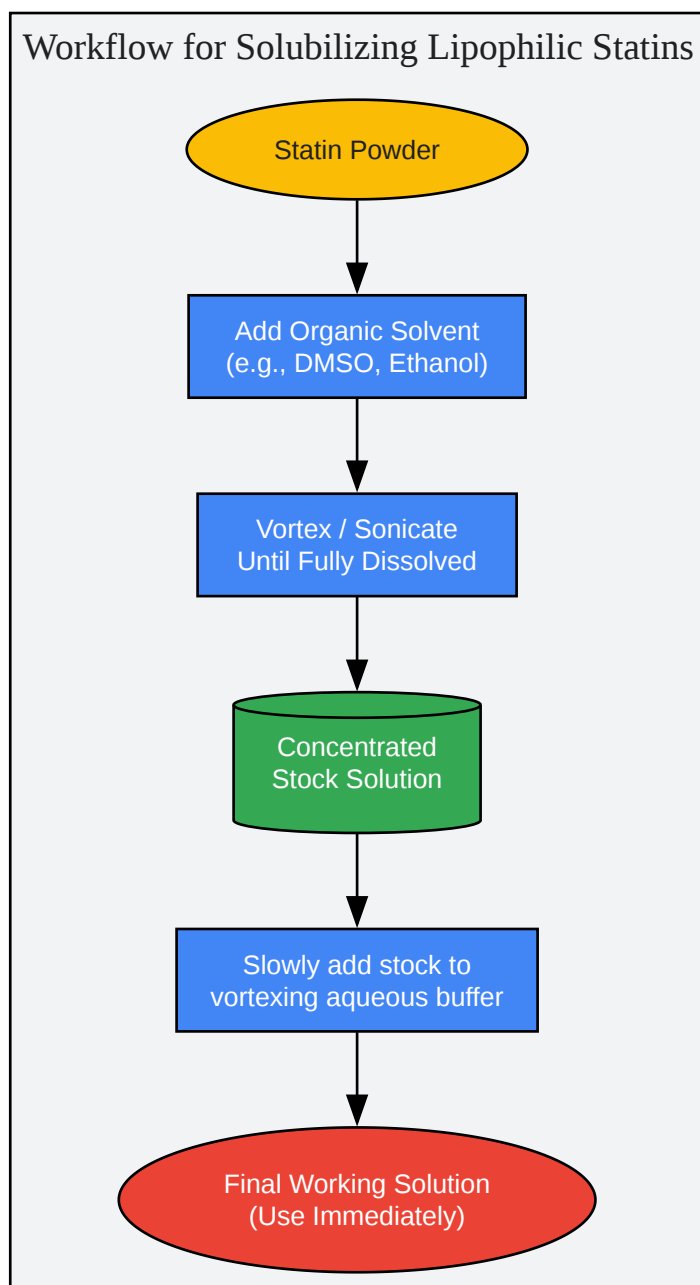 Workflow for Solubilizing Lipophilic Statins
Statin Powder
Add Organic Solvent
(e.g., DMSO, Ethanol)
Vortex / Sonicate
Until Fully Dissolved
Concentrated
Stock Solution
Slowly add stock to
vortexing aqueous buffer
Final Working Solution
(Use Immediately)